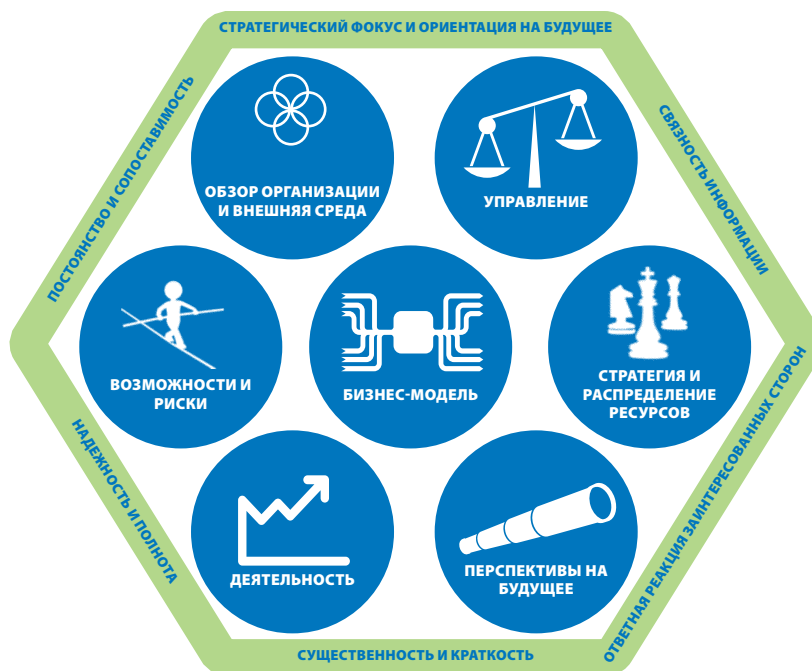 СТРАТЕГИЧЕСКИЙ ФОКУС И ОРИЕНТАЦИЯ НА БУДУЩЕЕ
ПОСТОЯНСТВО И СОПОСТАВИМОСТЬ
СВЯЗНОСТЬ ИНФОРМАЦИИ
ОБЗОР ОРГАНИЗАЦИИ
И ВНЕШНЯЯ СРЕДА
УПРАВЛЕНИЕ
ВОЗМОЖНОСТИ И
РИСКИ
БИЗНЕС-МОДЕЛЬ
СТРАТЕГИЯ И
РАСПРЕДЕЛЕНИЕ
РЕСУРСОВ
НАДЕЖНОСТЬ И ПОЛНОТА
ОТВЕТНАЯ РЕАКЦИЯ ЗАИНТЕРЕСОВАННЫХ СТОРОН
ДЕЯТЕЛЬНОСТЬ
ПЕРСПЕКТИВЫ НА
БУДУЩЕЕ
СУЩЕСТВЕННОСТЬ И КРАТКОСТЬ